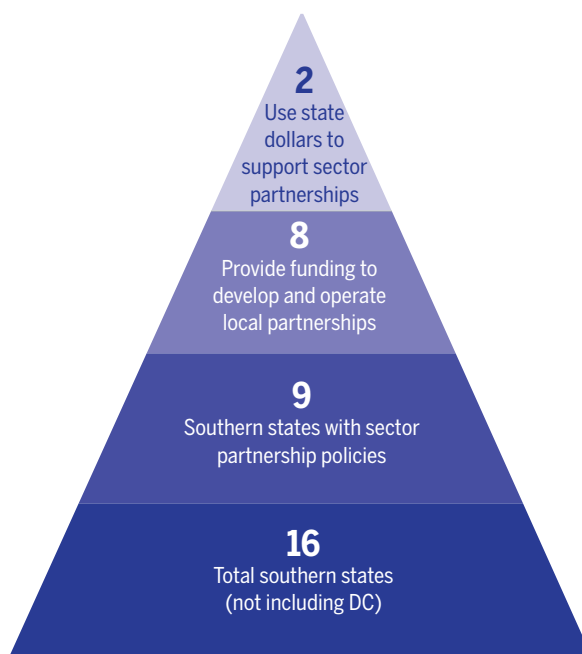 2
Use state
dollars to
support sector
partnerships
8
Provide funding to
develop and operate
local partnerships
9
Southern states with sector
partnership policies
16
Total southern states
(not including DC)